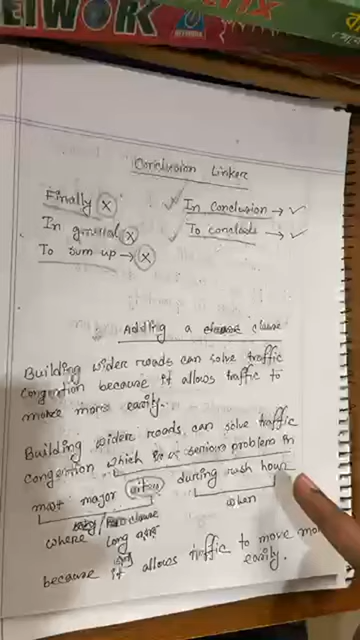 NETWORK
Conclusion Linker
Finally X
In general X
To sum up → X
In conclusion → ✓
To conclude → ✓
Adding a clause
Building wider roads can solve traffic
congestion because it allows traffic to
move more easily.
Building wider roads, can solve traffic
congestion which is a serious problem in
most major cities during rush hour
when
where
clause
long
because it allows traffic to move more
easily.